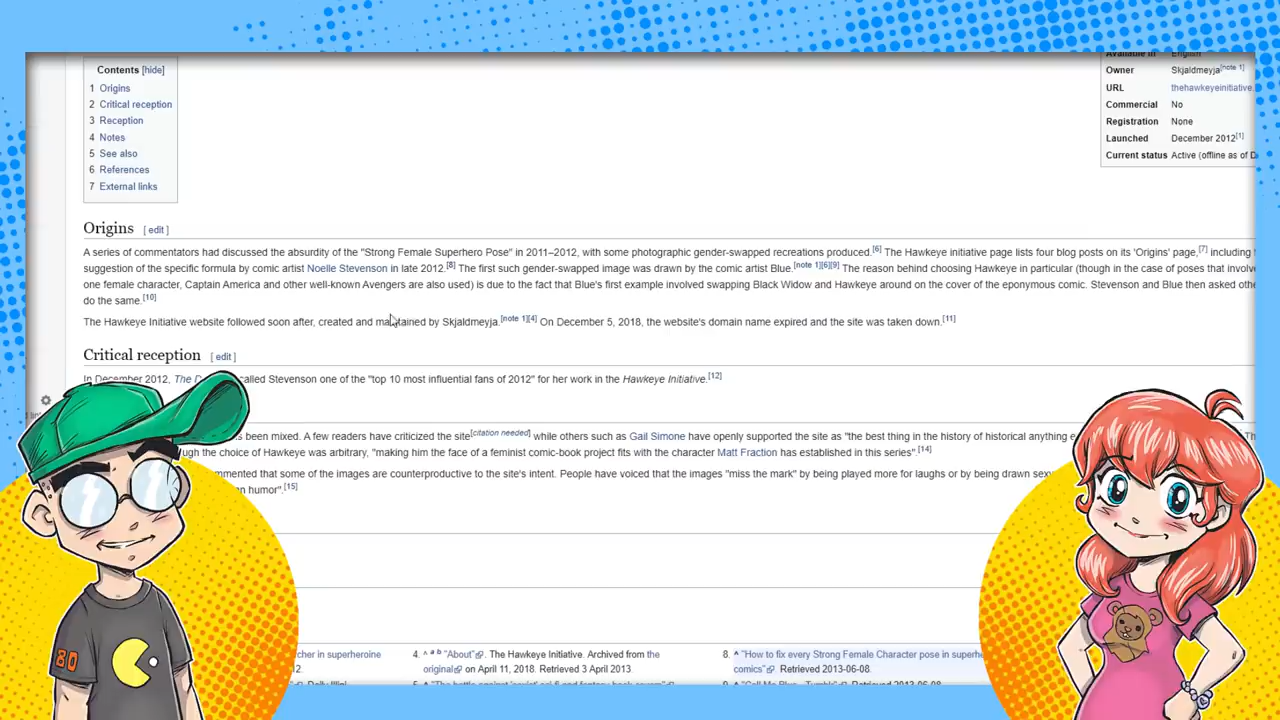 Contents [hide]
1 Origins
2 Critical reception
3 Reception
4 Notes
5 See also
6 References
7 External links
Available in English
Owner Skjaldmeyja[note 1]
URL thehawkeyeinitiative.
Commercial No
Registration None
Launched December 2012[1]
Current status Active (offline as of D
Origins [ edit ]
A series of commentators had discussed the absurdity of the "Strong Female Superhero Pose" in 2011–2012, with some photographic gender-swapped recreations produced.[6] The Hawkeye initiative page lists four blog posts on its 'Origins' page,[7] including
suggestion of the specific formula by comic artist Noelle Stevenson in late 2012.[8] The first such gender-swapped image was drawn by the comic artist Blue.[note 1][6][9] The reason behind choosing Hawkeye in particular (though in the case of poses that involve
one female character, Captain America and other well-known Avengers are also used) is due to the fact that Blue's first example involved swapping Black Widow and Hawkeye around on the cover of the eponymous comic. Stevenson and Blue then asked
do the same.[10]
The Hawkeye Initiative website followed soon after, created and maintained by Skjaldmeyja.[note 1][4] On December 5, 2018, the website's domain name expired and the site was taken down.[11]
Critical reception [ edit ]
In December 2012, The D called Stevenson one of the "top 10 most influential fans of 2012" for her work in the Hawkeye Initiative.[12]
s been mixed. A few readers have criticized the site[citation needed] while others such as Gail Simone have openly supported the site as "the best thing in the history of historical anything
ugh the choice of Hawkeye was arbitrary, "making him the face of a feminist comic-book project fits with the character Matt Fraction has established in this series".[14]
mmented that some of the images are counterproductive to the site's intent. People have voiced that the images "miss the mark" by being played more for laughs or by being drawn
n humor".[15]
cher in superheroine
4. ^ a b "About". The Hawkeye Initiative. Archived from the
original on April 11, 2018. Retrieved 3 April 2013
8. ^ "How to fix every Strong Female Character pose in
comics". Retrieved 2013-06-08.
80